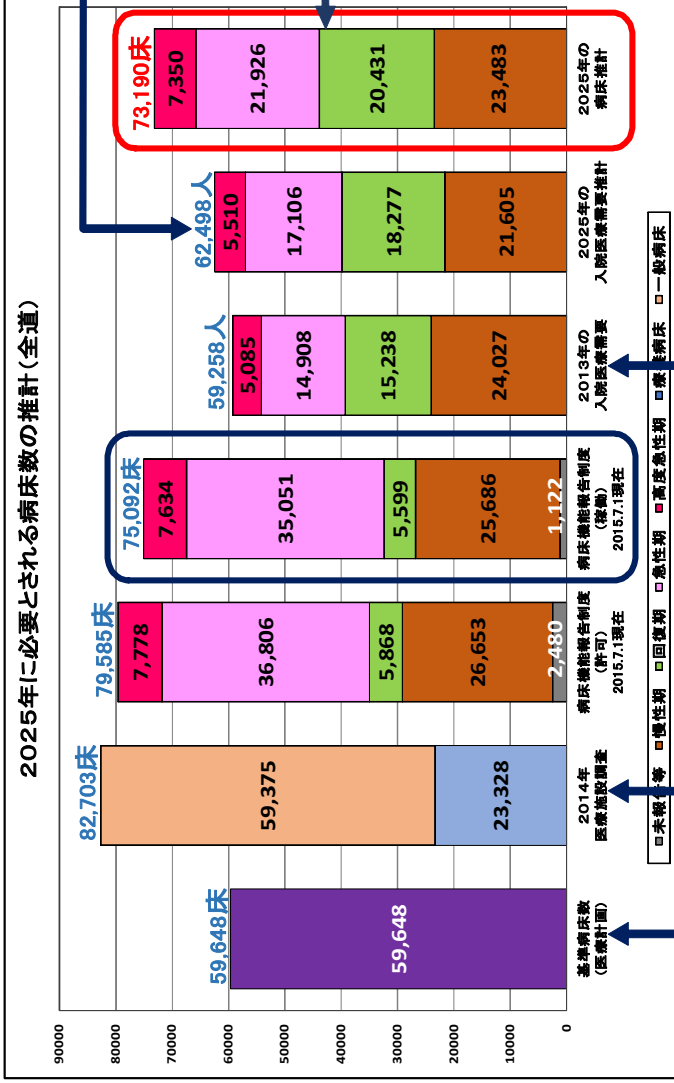 2025年に必要とされる病床数の推計(全道)
90000
80000
70000
60000
50000
40000
30000
20000
10000
0
59,648床
59,648
基準病床数
(医療計画)
82,703床
59,375
23,328
2014年
医療施設調査
79,585床
7,778
36,806
5,868
26,653
2,480
病床機能報告制度
(許可)
2015.7.1現在
75,092床
7,634
35,051
5,599
25,686
1,122
病床機能報告制度
(稼働)
2015.7.1現在
59,258人
5,085
14,908
15,238
24,027
2013年の
入院医療需要
62,498人
5,510
17,106
18,277
21,605
2025年の
入院医療需要推計
73,190床
7,350
21,926
20,431
23,483
2025年の
病床推計
未報告等 慢性期 回復期 急性期 高度急性期 療養病床 一般病床